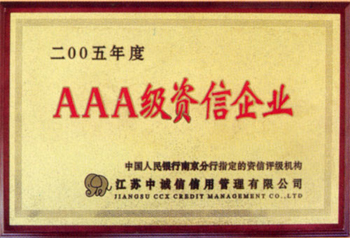 二00五年度
AAA级资信企业
中国人民银行南京分行指定的资信评级机构
江苏中诚信信用管理有限公司
JIANGSU CCX CREDIT MANAGEMENT CO.,LTD